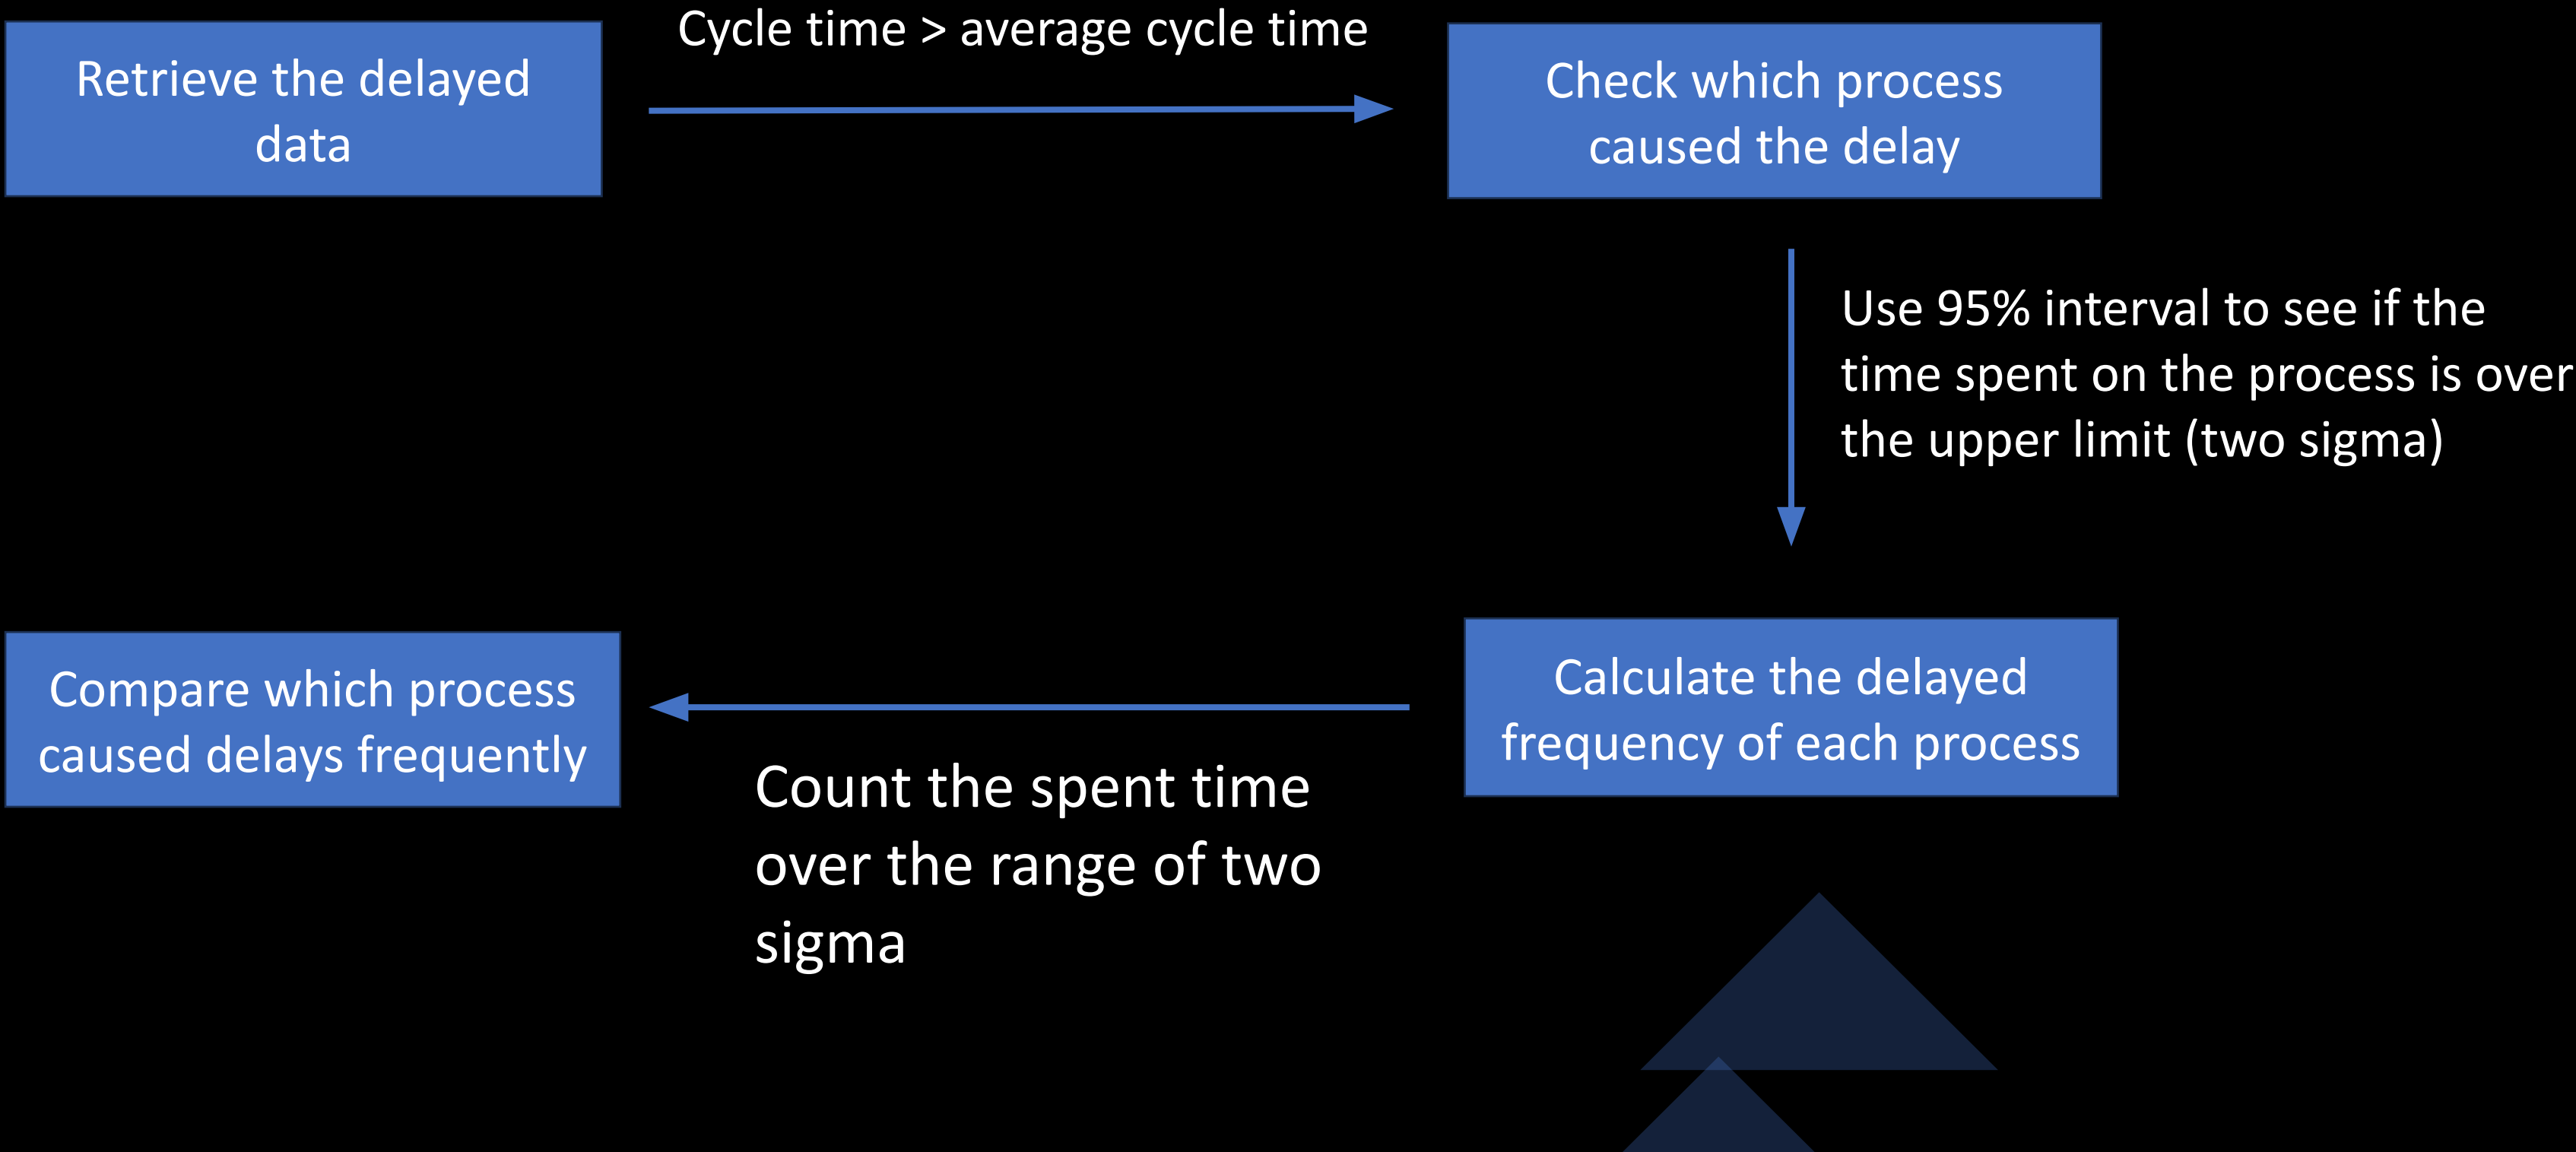 Cycle time > average cycle time
Retrieve the delayed
data
Check which process
caused the delay
Use 95% interval to see if the
time spent on the process is over
the upper limit (two sigma)
Calculate the delayed
frequency of each process
Count the spent time
over the range of two
sigma
Compare which process
caused delays frequently